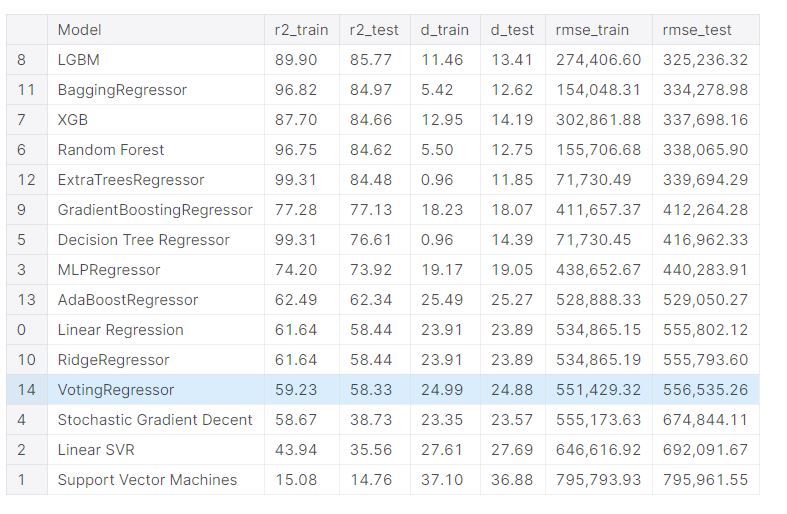 Model r2_train r2_test d_train d_test rmse_train rmse_test
8 LGBM 89.90 85.77 11.46 13.41 274,406.60 325,236.32
11 BaggingRegressor 96.82 84.97 5.42 12.62 154,048.31 334,278.98
7 XGB 87.70 84.66 12.95 14.19 302,861.88 337,698.16
6 Random Forest 96.75 84.62 5.50 12.75 155,706.68 338,065.90
12 ExtraTreesRegressor 99.31 84.48 0.96 11.85 71,730.49 339,694.29
9 GradientBoostingRegressor 77.28 77.13 18.23 18.07 411,657.37 412,264.28
5 Decision Tree Regressor 99.31 76.61 0.96 14.39 71,730.45 416,962.33
3 MLPRegressor 74.20 73.92 19.17 19.05 438,652.67 440,283.91
13 AdaBoostRegressor 62.49 62.34 25.49 25.27 528,888.33 529,050.27
0 Linear Regression 61.64 58.44 23.91 23.89 534,865.15 555,802.12
10 RidgeRegressor 61.64 58.44 23.91 23.89 534,865.19 555,793.60
14 VotingRegressor 59.23 58.33 24.99 24.88 551,429.32 556,535.26
4 Stochastic Gradient Decent 58.67 38.73 23.35 23.57 555,173.63 674,844.11
2 Linear SVR 43.94 35.56 27.61 27.69 646,616.92 692,091.67
1 Support Vector Machines 15.08 14.76 37.10 36.88 795,793.93 795,961.55